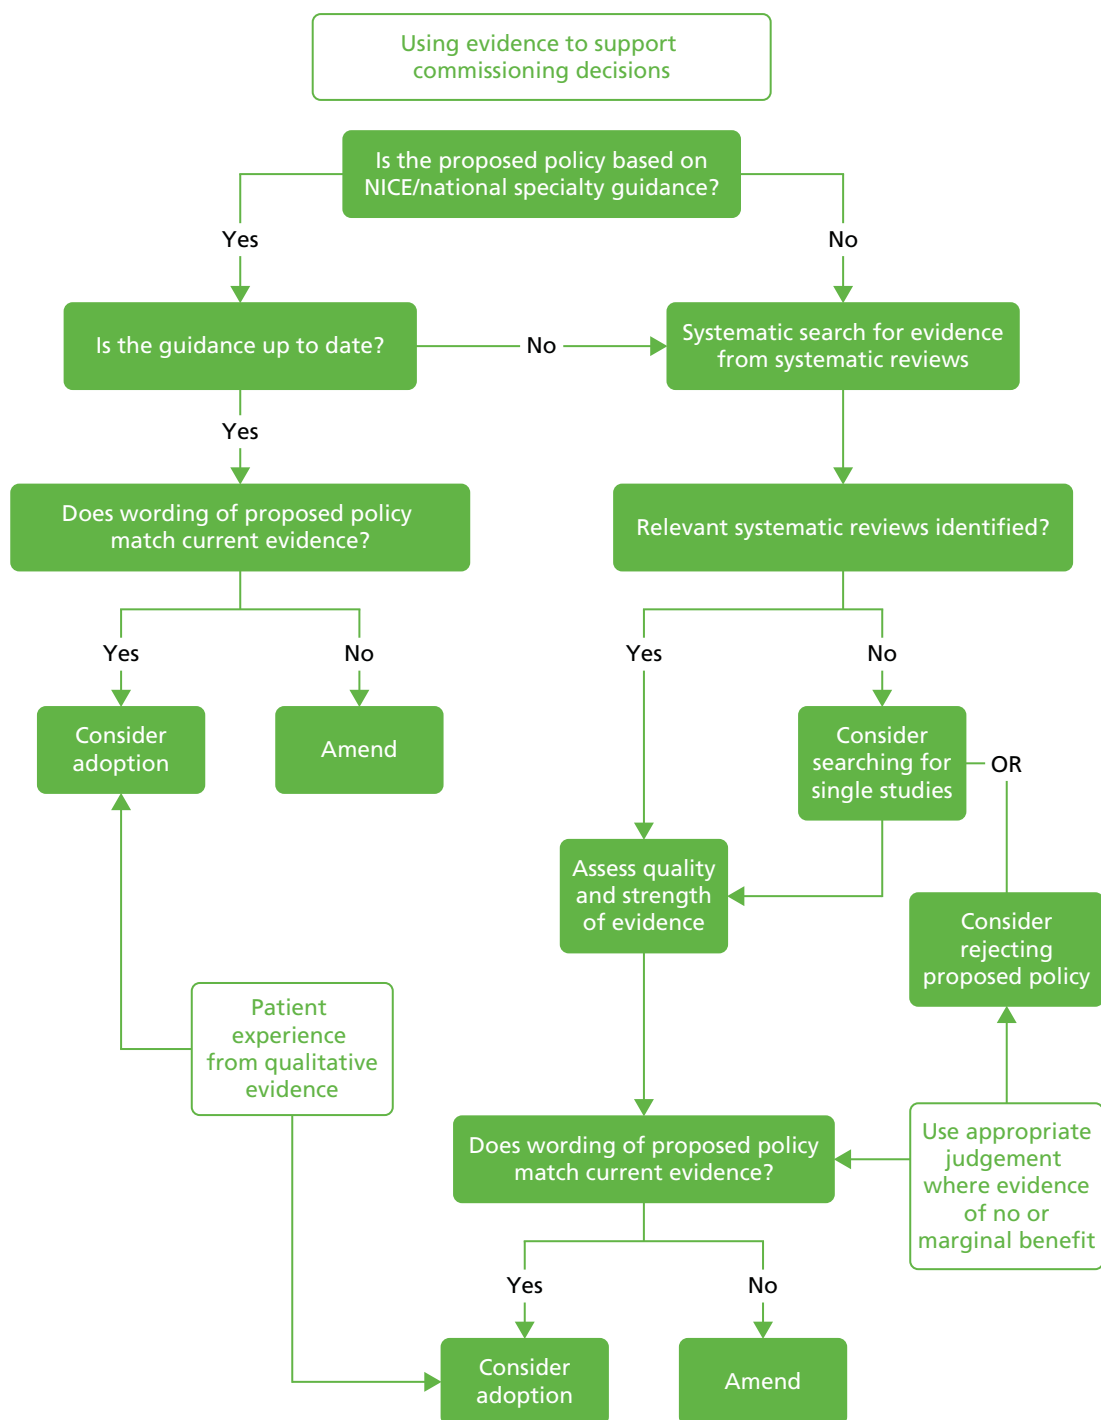 Using evidence to support
commissioning decisions
Is the proposed policy based on
NICE/national specialty guidance?
Yes
No
Is the guidance up to date?
No
Systematic search for evidence
from systematic reviews
Yes
Does wording of proposed policy
match current evidence?
Relevant systematic reviews identified?
Yes
No
Yes
No
Consider
adoption
Amend
Consider
searching for
single studies
OR
Assess quality
and strength
of evidence
Consider
rejecting
proposed policy
Patient
experience
from qualitative
evidence
Does wording of proposed policy
match current evidence?
Use appropriate
judgement
where evidence
of no or
marginal benefit
Yes
No
Consider
adoption
Amend